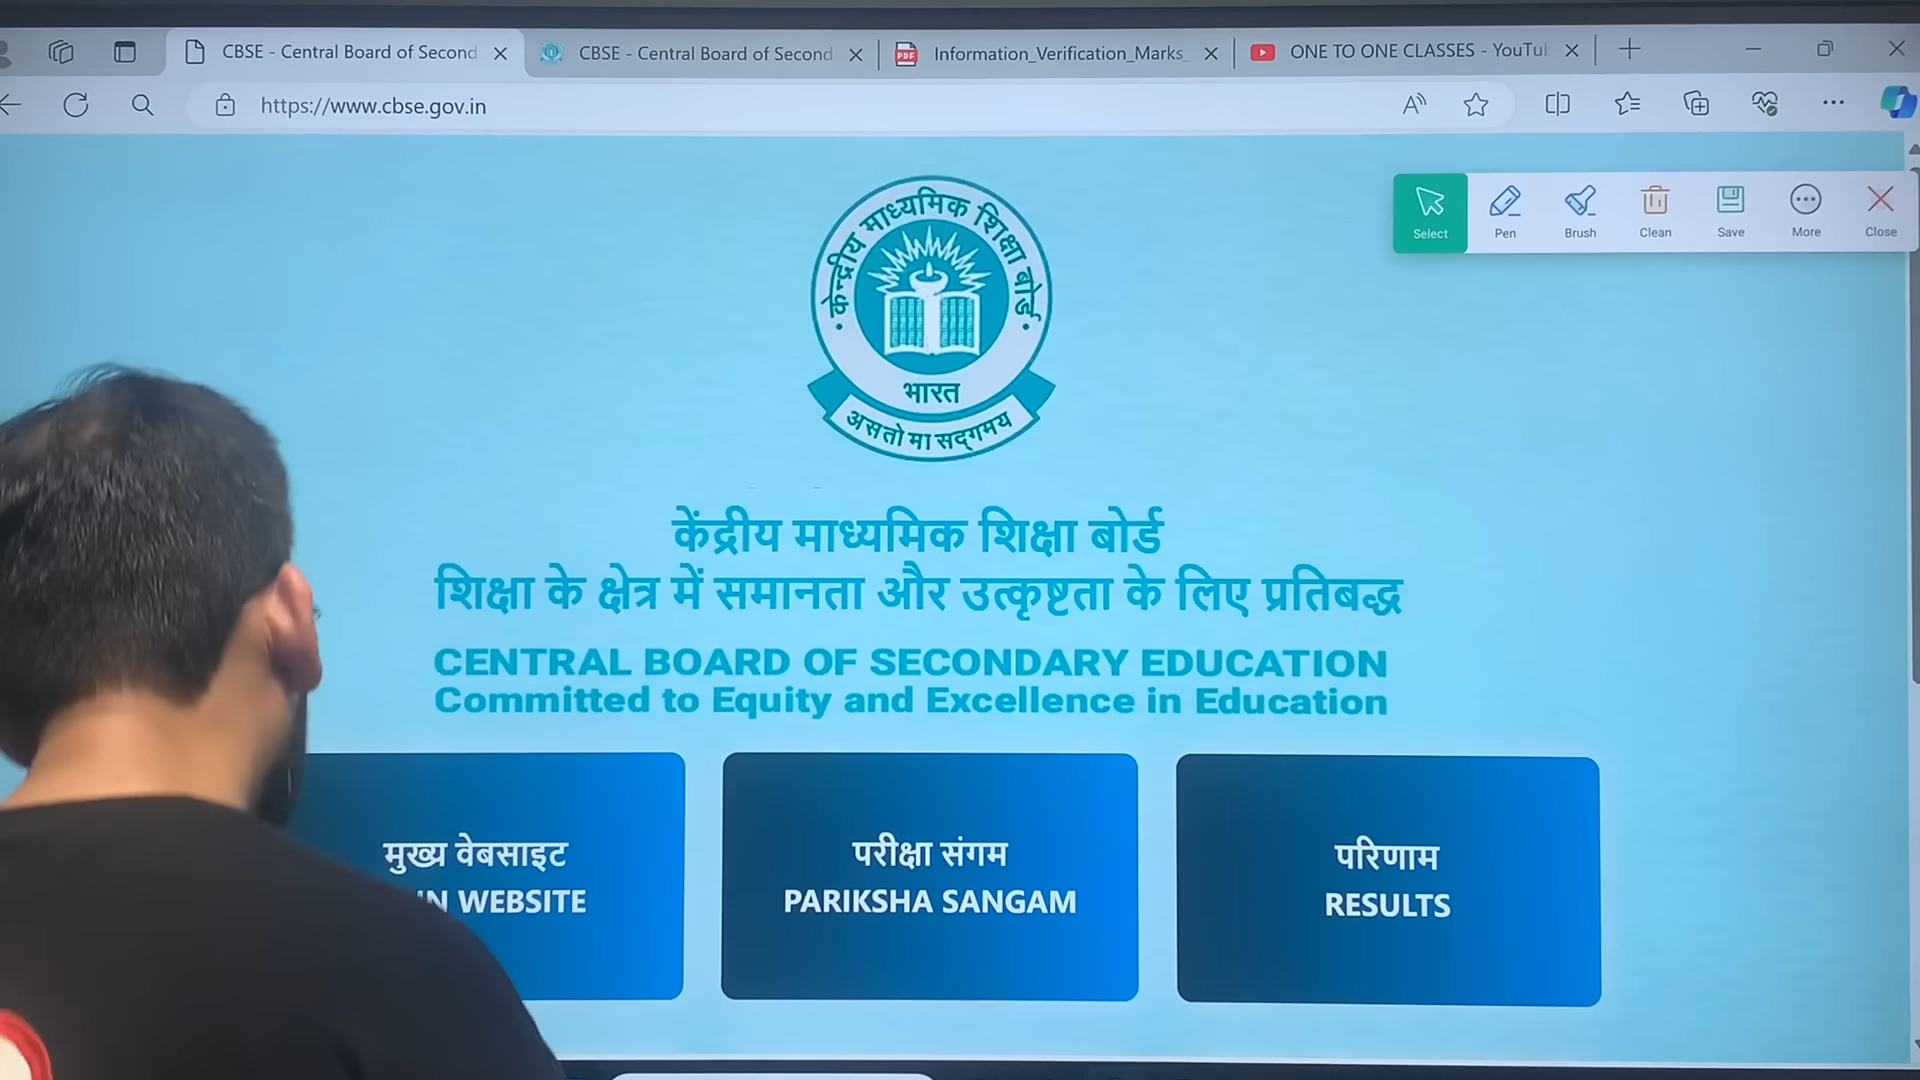 CBSE - Central Board of Second
CBSE - Central Board of Second
PDF
Information_Verification_Marks_
ONE TO ONE CLASSES - YouTu
https://www.cbse.gov.in
Select
Pen
Brush
Clean
Save
More
Close
केन्द्रीय माध्यमिक शिक्षा बोर्ड
भारत
असतो मा सद्गमय
केंद्रीय माध्यमिक शिक्षा बोर्ड
शिक्षा के क्षेत्र में समानता और उत्कृष्टता के लिए प्रतिबद्ध
CENTRAL BOARD OF SECONDARY EDUCATION
Committed to Equity and Excellence in Education
मुख्य वेबसाइट
IN WEBSITE
परीक्षा संगम
PARIKSHA SANGAM
परिणाम
RESULTS